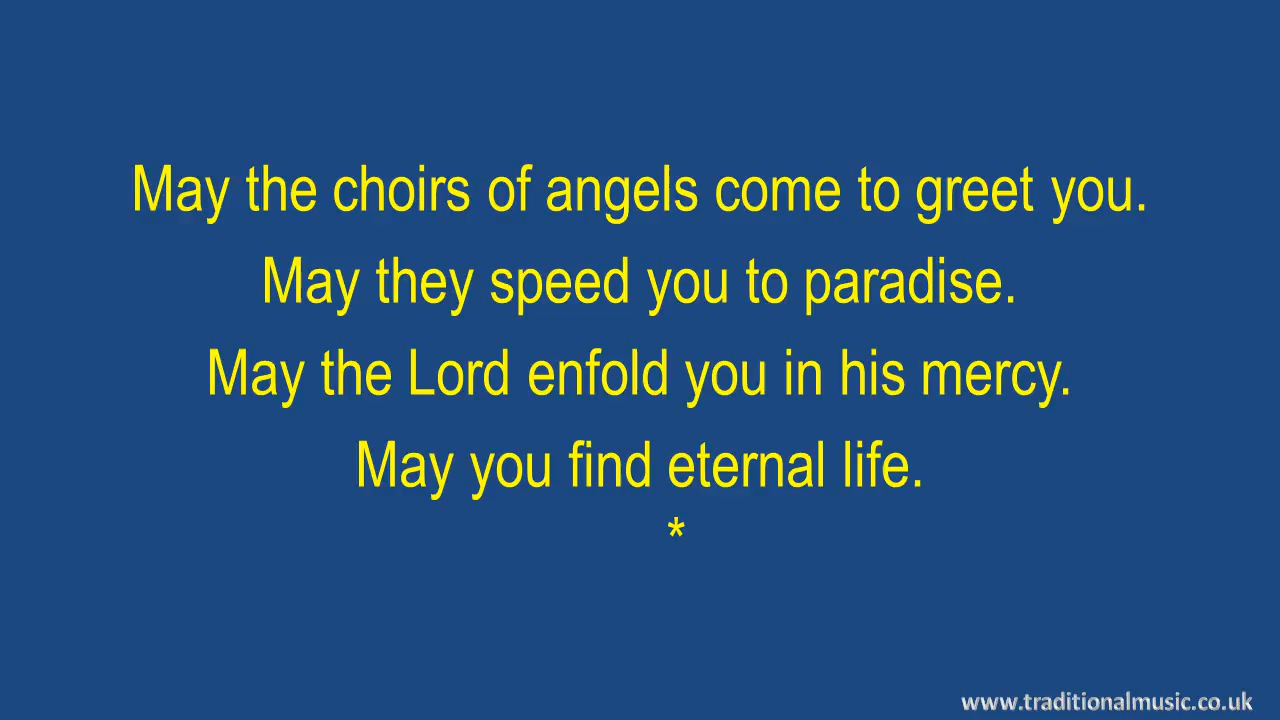 May the choirs of angels come to greet you.
May they speed you to paradise.
May the Lord enfold you in his mercy.
May you find eternal life.
*
www.traditionalmusic.co.uk